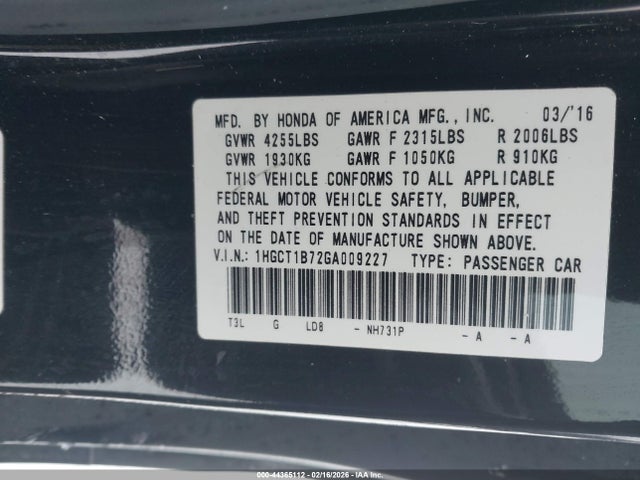 MFD. BY HONDA OF AMERICA MFG., INC. 03/'16
GVWR 4255LBS GAWR F 2315LBS R 2006LBS
GVWR 1930KG GAWR F 1050KG R 910KG
THIS VEHICLE CONFORMS TO ALL APPLICABLE
FEDERAL MOTOR VEHICLE SAFETY, BUMPER,
AND THEFT PREVENTION STANDARDS IN EFFECT
ON THE DATE OF MANUFACTURE SHOWN ABOVE.
V.I.N.: 1HGCT1B72GA009227 TYPE: PASSENGER CAR
T3L G LD8 - NH731P - A - A
000-44365112 - 02/16/2026 - IAA Inc.